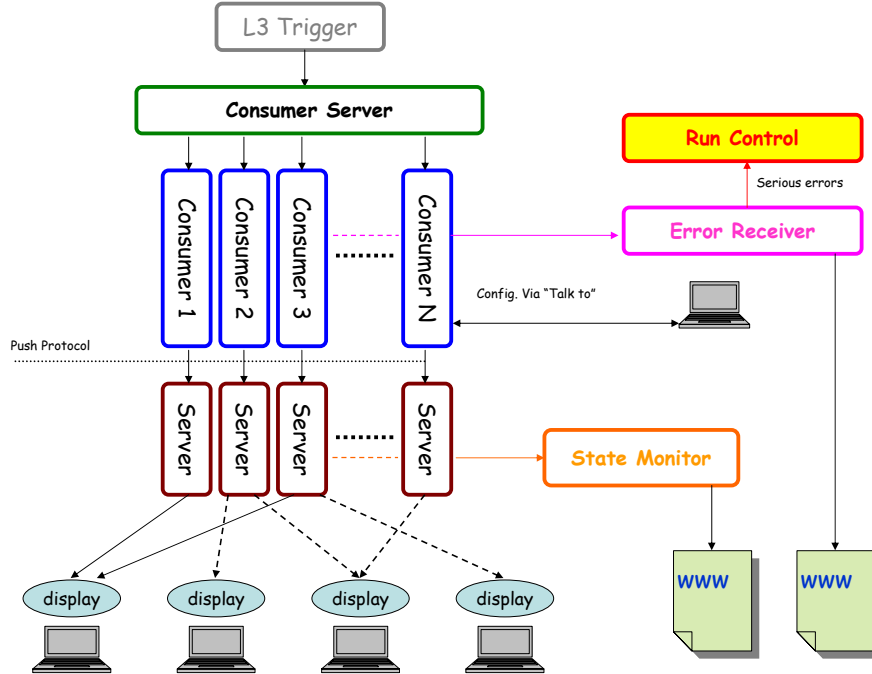 L3 Trigger
Consumer Server
Run Control
Serious errors
Consumer 1
Consumer 2
Consumer 3
Consumer N
Error Receiver
Config. Via “Talk to”
Push Protocol
Server
Server
Server
Server
State Monitor
www
www
display
display
display
display